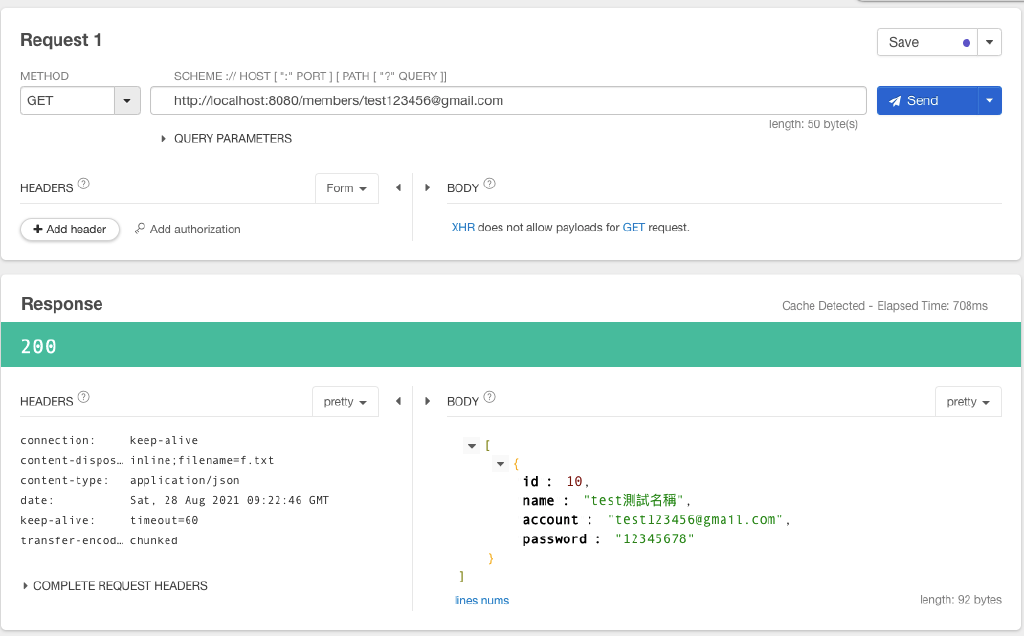 Request 1
Save
METHOD
SCHEME :// HOST [ ":" PORT ] [ PATH [ "?" QUERY ]]
GET
http://localhost:8080/members/test123456@gmail.com
Send
length: 50 byte(s)
QUERY PARAMETERS
HEADERS ?
Form
BODY ?
+ Add header
Add authorization
XHR does not allow payloads for GET request.
Response
Cache Detected - Elapsed Time: 708ms
200
HEADERS ?
pretty
BODY ?
pretty
connection: keep-alive
content-dispos… inline;filename=f.txt
content-type: application/json
date: Sat, 28 Aug 2021 09:22:46 GMT
keep-alive: timeout=60
transfer-encod… chunked
COMPLETE REQUEST HEADERS
[
{
id : 10,
name : "test測試名稱",
account : "test123456@gmail.com",
password : "12345678"
}
]
lines nums
length: 92 bytes